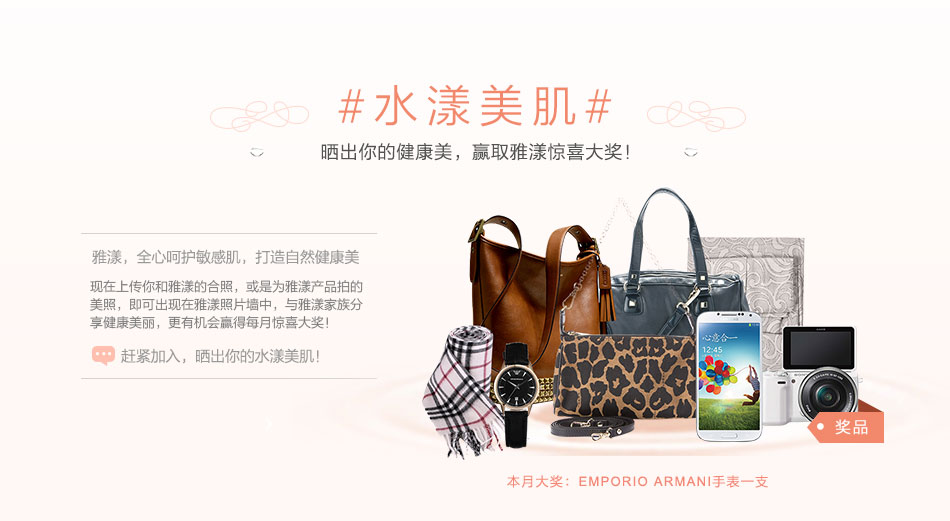 #水漾美肌#
晒出你的健康美，赢取雅漾惊喜大奖！
雅漾，全心呵护敏感肌，打造自然健康美
现在上传你和雅漾的合照，或是为雅漾产品拍的
美照，即可出现在雅漾照片墙中，与雅漾家族分
享健康美丽，更有机会赢得每月惊喜大奖！
赶紧加入，晒出你的水漾美肌！
心意合一
12:45
奖品
本月大奖：EMPORIO ARMANI手表一支